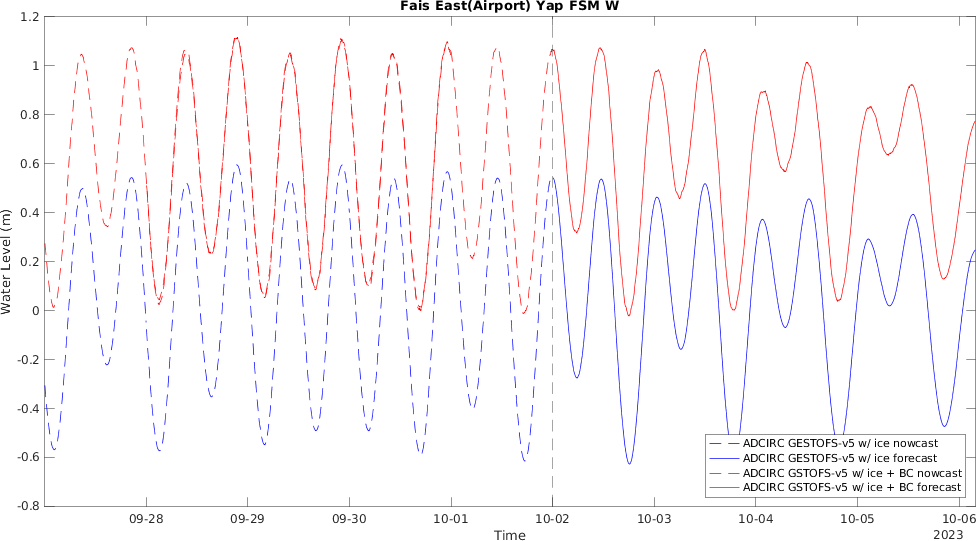 Fais East(Airport) Yap FSM W
1.2
1
0.8
0.6
0.4
0.2
0
-0.2
-0.4
-0.6
-0.8
Water Level (m)
ADCIRC GESTOFS-v5 w/ ice nowcast
ADCIRC GESTOFS-v5 w/ ice forecast
ADCIRC GSTOFS-v5 w/ ice + BC nowcast
ADCIRC GSTOFS-v5 w/ ice + BC forecast
09-28 09-29 09-30 10-01 10-02 10-03 10-04 10-05 10-06
Time 2023